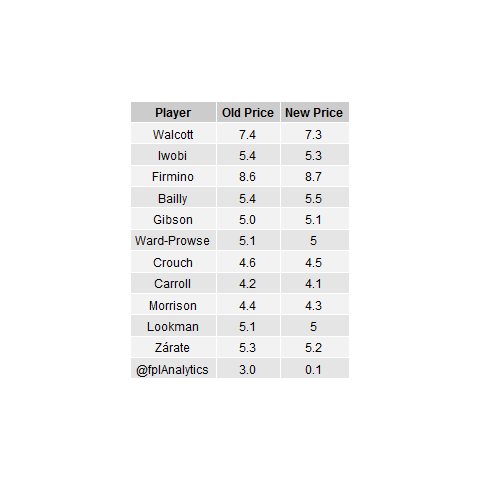 Player Old Price New Price
Walcott 7.4 7.3
Iwobi 5.4 5.3
Firmino 8.6 8.7
Bailly 5.4 5.5
Gibson 5.0 5.1
Ward-Prowse 5.1 5
Crouch 4.6 4.5
Carroll 4.2 4.1
Morrison 4.4 4.3
Lookman 5.1 5
Zárate 5.3 5.2
@fplAnalytics 3.0 0.1